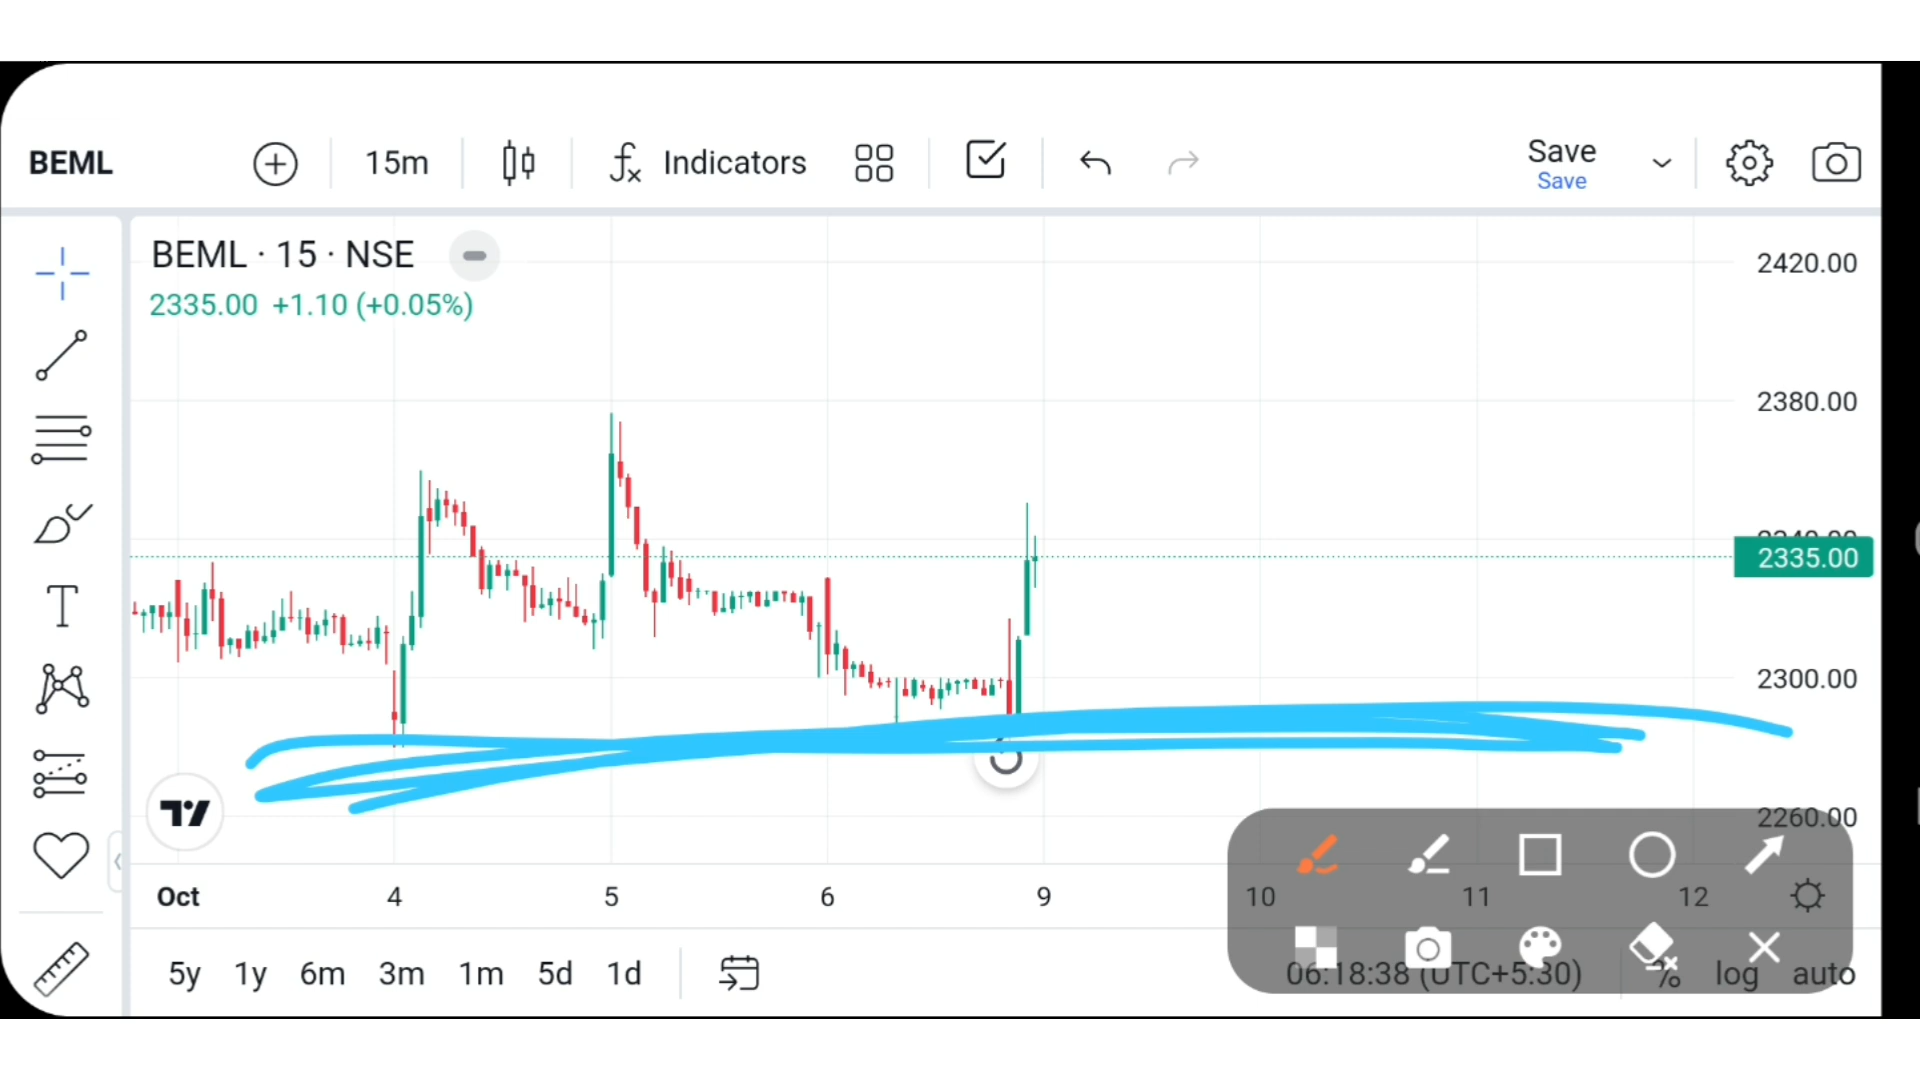 BEML 15m Indicators Save
Save
BEML · 15 · NSE
2335.00 +1.10 (+0.05%)
2420.00
2380.00
2335.00
2300.00
2260.00
Oct 4 5 6 9 10 11 12
5y 1y 6m 3m 1m 5d 1d 06:18:38 (UTC+5:30) % log auto